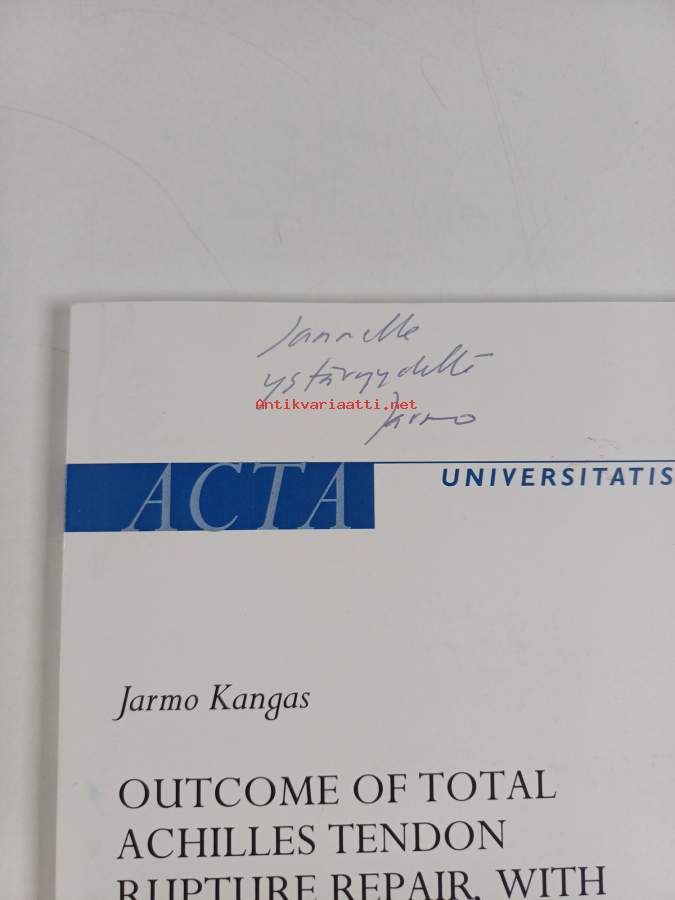 Jannelle
ystävyydellä
Antikvariaatti.net
Jarmo
ACTA UNIVERSITATIS
Jarmo Kangas
OUTCOME OF TOTAL
ACHILLES TENDON
RUPTURE REPAIR, WITH